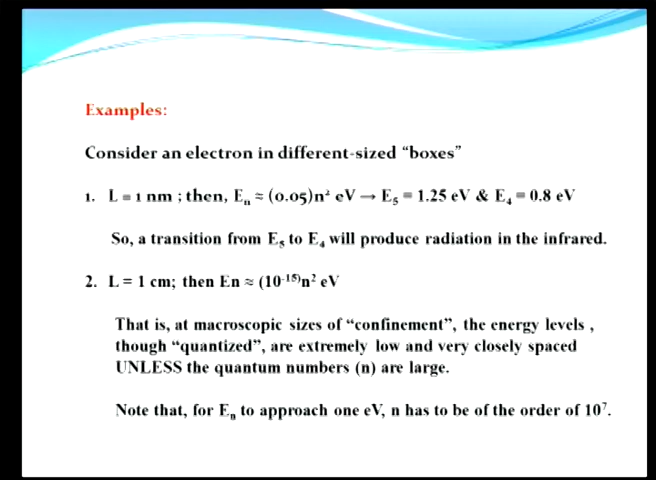 Examples:
Consider an electron in different-sized “boxes”
1. L = 1 nm ; then, Eₙ ≈ (0.05)n² eV → E₅ = 1.25 eV & E₄ = 0.8 eV
So, a transition from E₅ to E₄ will produce radiation in the infrared.
2. L = 1 cm; then En ≈ (10⁻¹⁵)n² eV
That is, at macroscopic sizes of “confinement”, the energy levels ,
though “quantized”, are extremely low and very closely spaced
UNLESS the quantum numbers (n) are large.
Note that, for Eₙ to approach one eV, n has to be of the order of 10⁷.